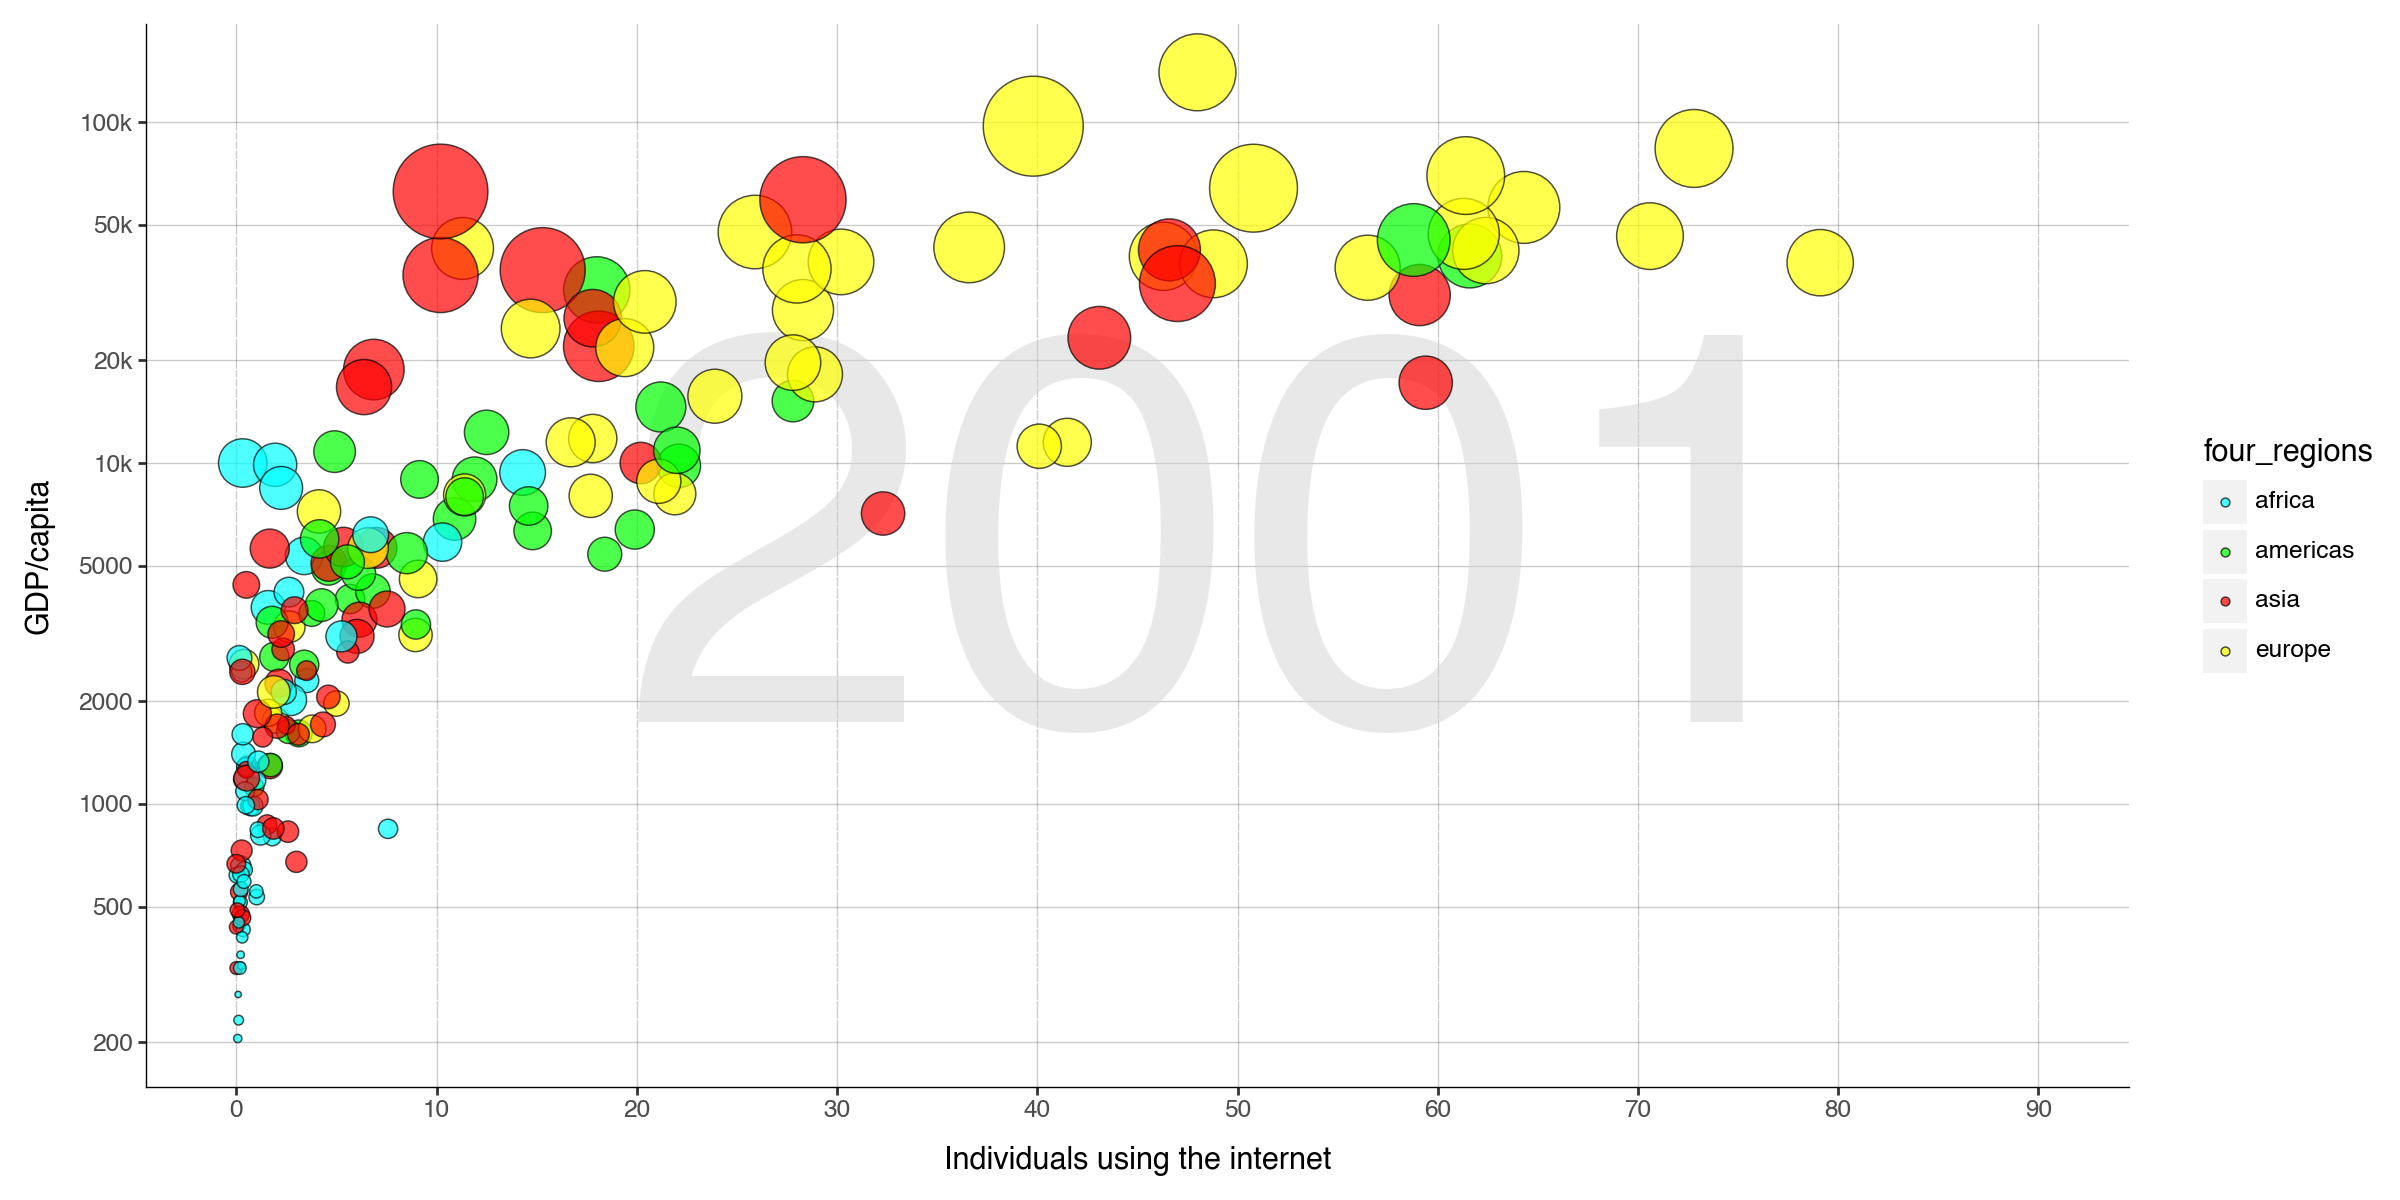 2001
GDP/capita
100k
50k
20k
10k
5000
2000
1000
500
200
0 10 20 30 40 50 60 70 80 90
Individuals using the internet
four_regions
africa
americas
asia
europe